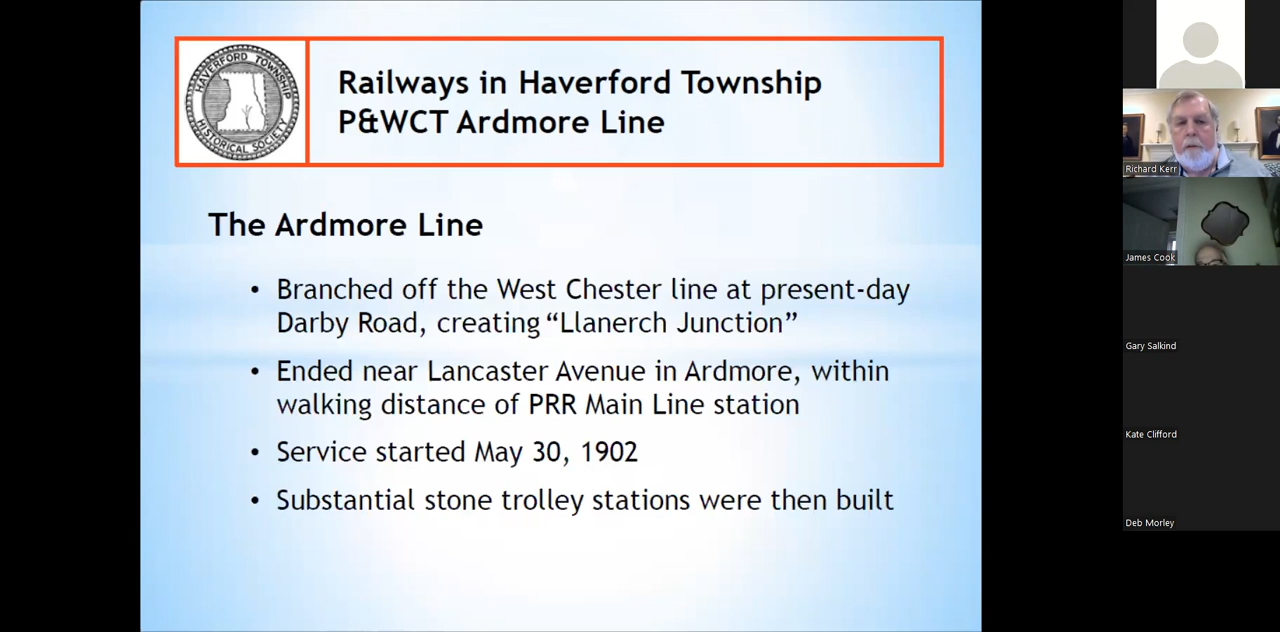 HAVERFORD TOWNSHIP
HISTORICAL SOCIETY
Railways in Haverford Township
P&WCT Ardmore Line
The Ardmore Line
• Branched off the West Chester line at present-day
Darby Road, creating “Llanerch Junction”
• Ended near Lancaster Avenue in Ardmore, within
walking distance of PRR Main Line station
• Service started May 30, 1902
• Substantial stone trolley stations were then built
Richard Kerr
James Cook
Gary Salkind
Kate Clifford
Deb Morley